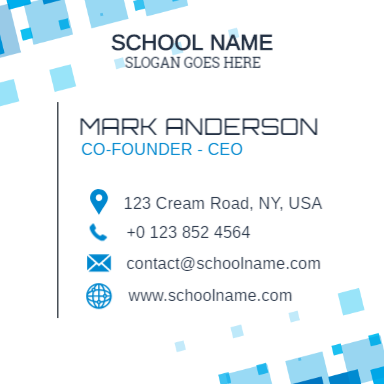 SCHOOL NAME
SLOGAN GOES HERE
MARK ANDERSON
CO-FOUNDER - CEO
123 Cream Road, NY, USA
+0 123 852 4564
contact@schoolname.com
www.schoolname.com